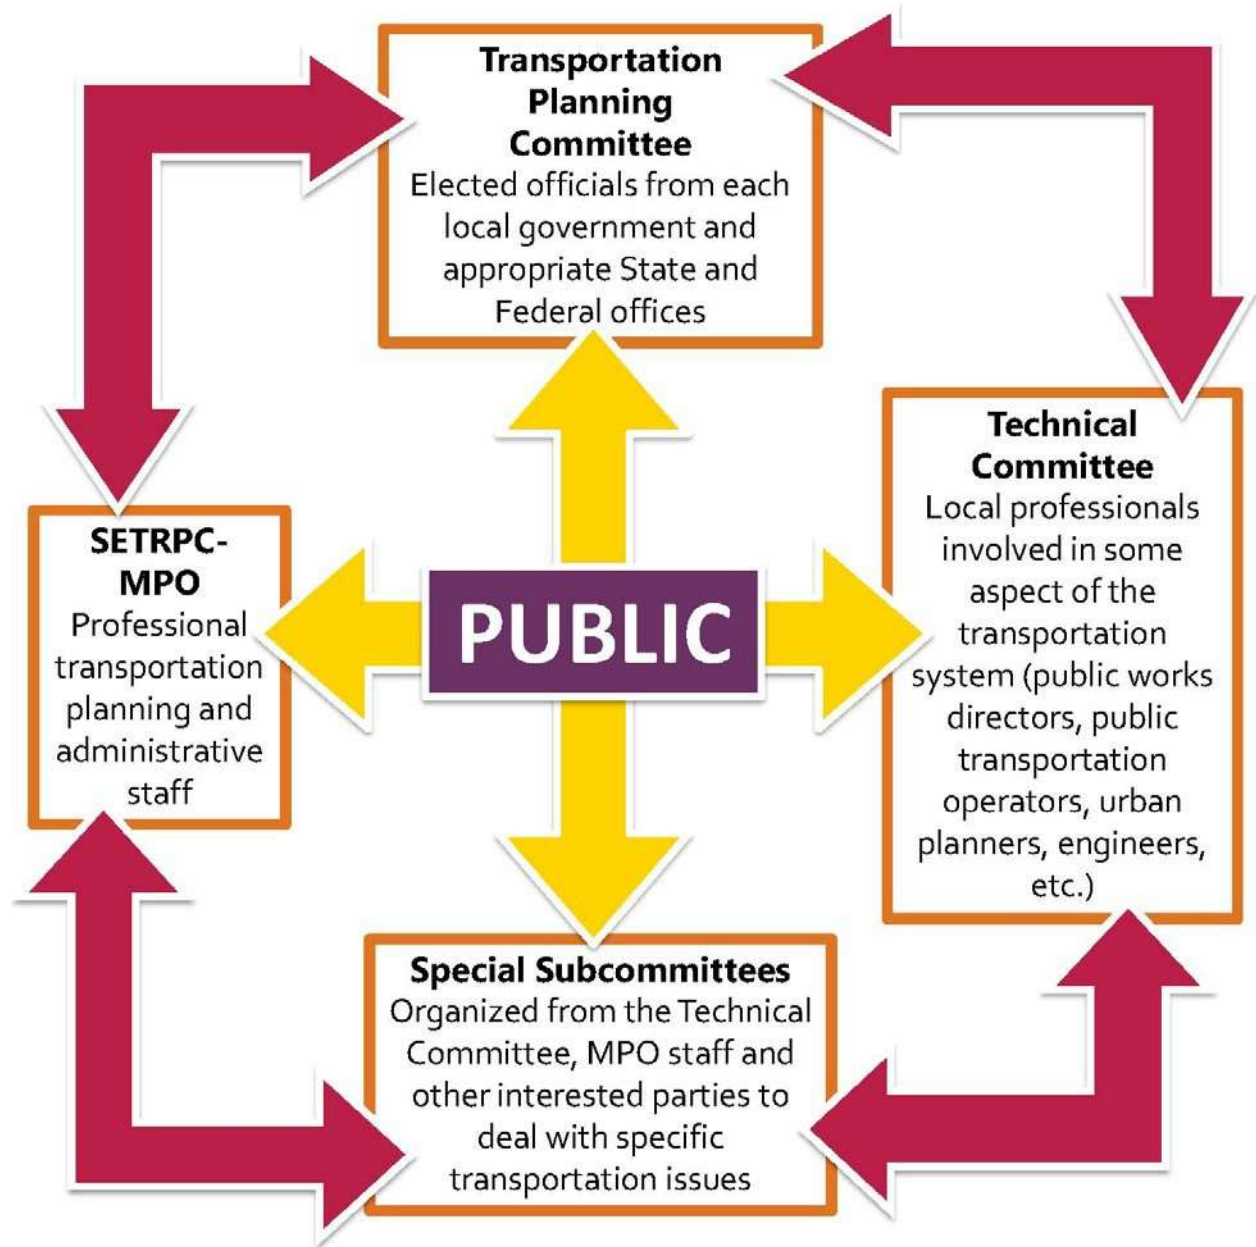 Transportation
Planning
Committee
Elected officials from each
local government and
appropriate State and
Federal offices
SETRPC-
MPO
Professional
transportation
planning and
administrative
staff
PUBLIC
Technical
Committee
Local professionals
involved in some
aspect of the
transportation
system (public works
directors, public
transportation
operators, urban
planners, engineers,
etc.)
Special Subcommittees
Organized from the Technical
Committee, MPO staff and
other interested parties to
deal with specific
transportation issues